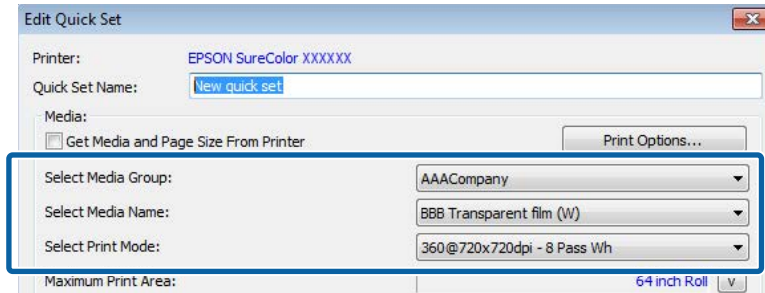 Edit Quick Set
Printer: EPSON SureColor XXXXXX
Quick Set Name: New quick set
Media:
Get Media and Page Size From Printer Print Options...
Select Media Group: AAACompany
Select Media Name: BBB Transparent film (W)
Select Print Mode: 360@720x720dpi - 8 Pass Wh
Maximum Print Area: 64 inch Roll v